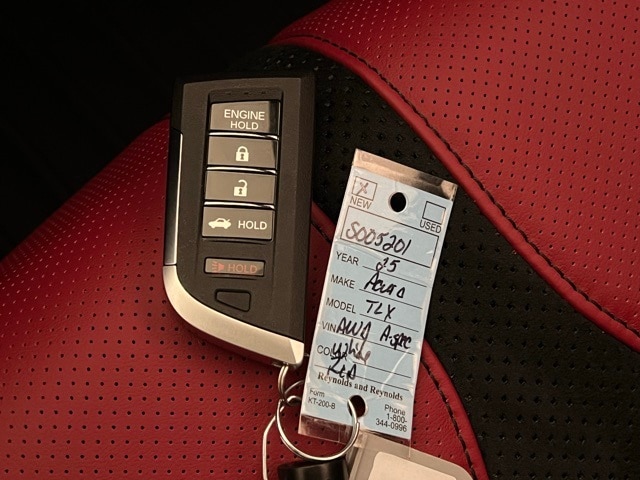 ENGINE
HOLD
HOLD
HOLD
X
NEW
USED
S005201
YEAR 25
MAKE Acura
MODEL TLX
VIN AWD A-spec
COLOR White
Red
Reynolds and Reynolds
Form
KT-200-8
Phone
1-800-
344-0996